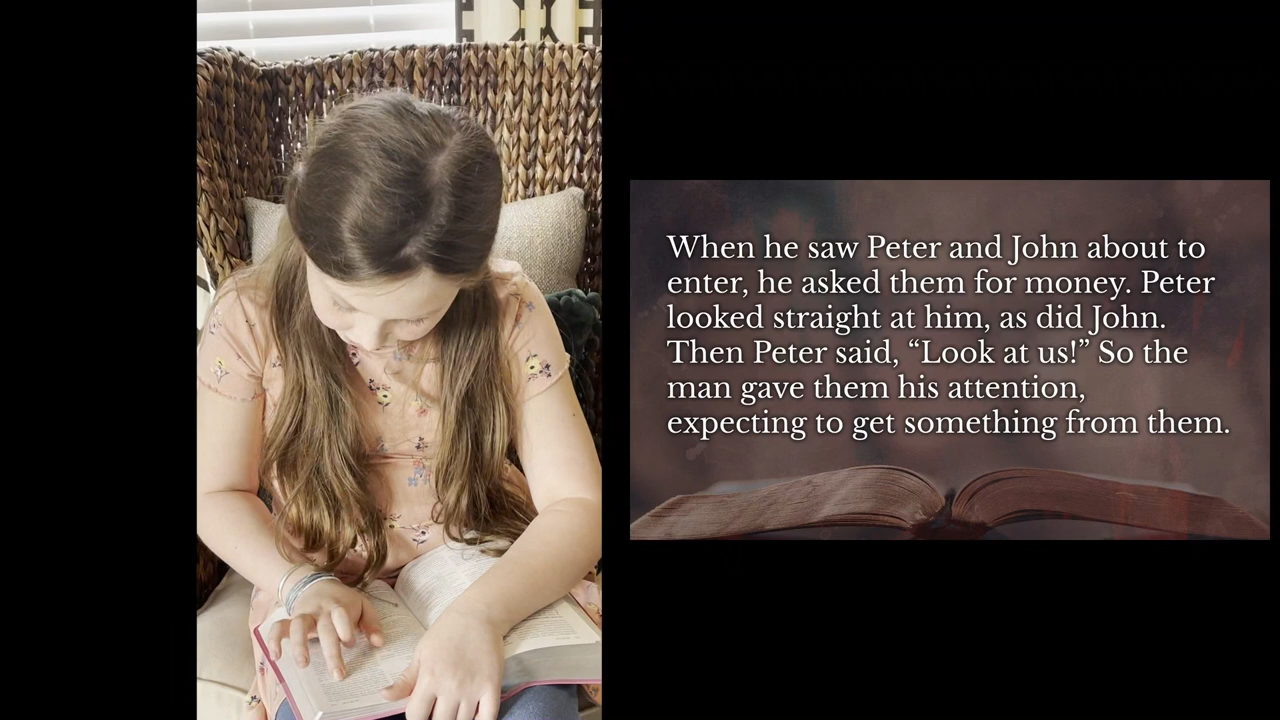 When he saw Peter and John about to
enter, he asked them for money. Peter
looked straight at him, as did John.
Then Peter said, “Look at us!” So the
man gave them his attention,
expecting to get something from them.